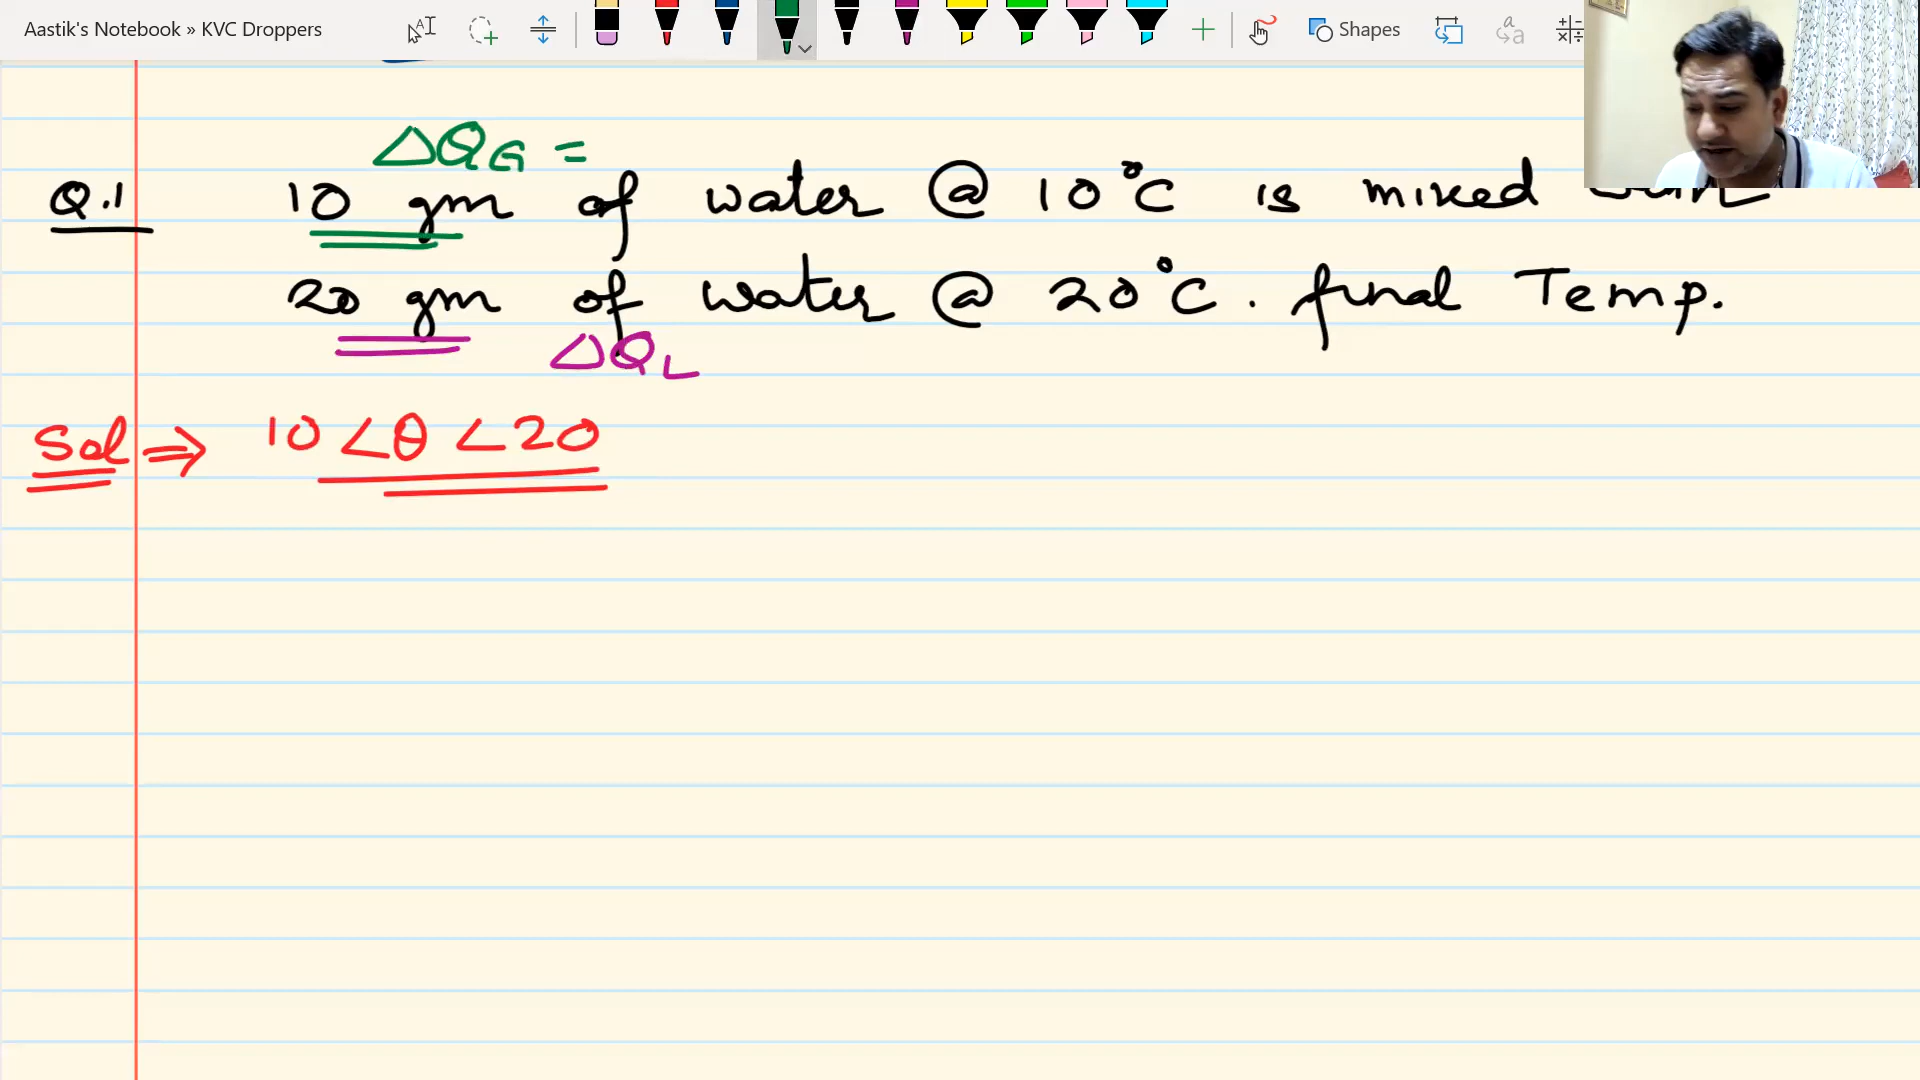 Aastik's Notebook » KVC Droppers
Shapes
ΔQG =
Q.1 10 gm of water @ 10°C is mixed
20 gm of water @ 20°C. final Temp.
ΔQL
Sol ⇒ 10 < θ < 20